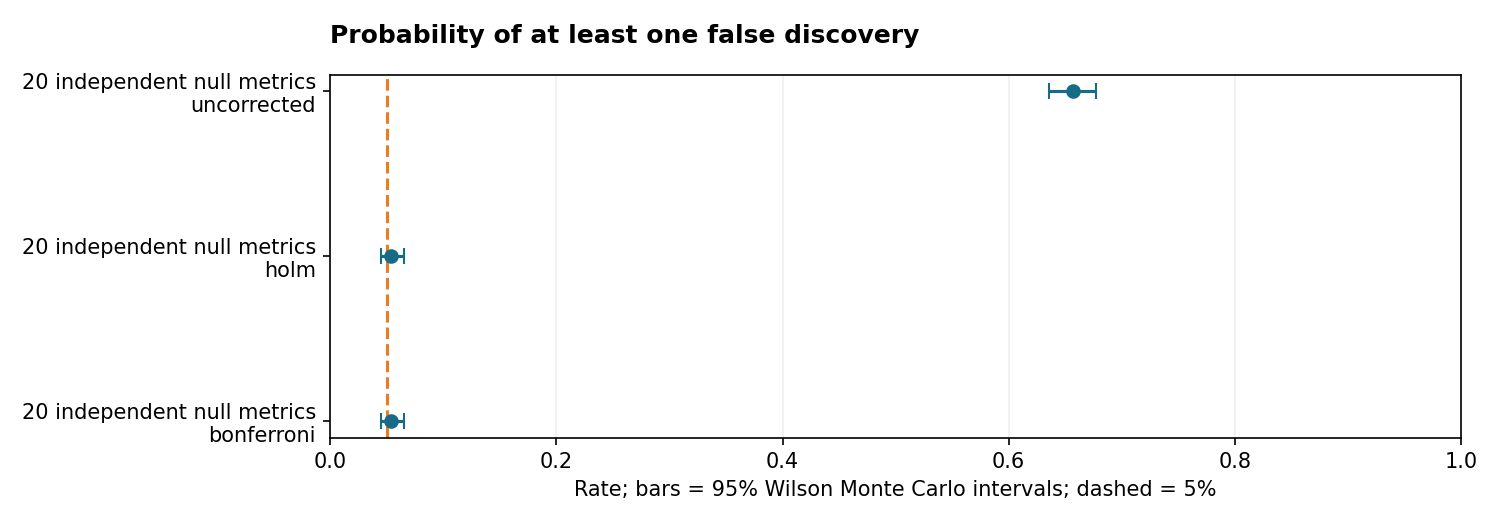 Probability of at least one false discovery
20 independent null metrics
uncorrected
20 independent null metrics
holm
20 independent null metrics
bonferroni
0.0 0.2 0.4 0.6 0.8 1.0
Rate; bars = 95% Wilson Monte Carlo intervals; dashed = 5%